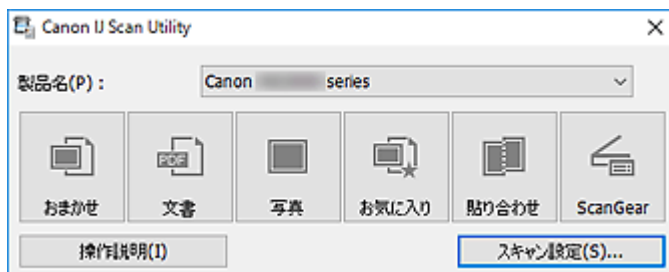 Canon IJ Scan Utility
製品名(P) : Canon series
PDF
おまかせ 文書 写真 お気に入り 貼り合わせ ScanGear
操作説明(I) スキャン設定(S)...